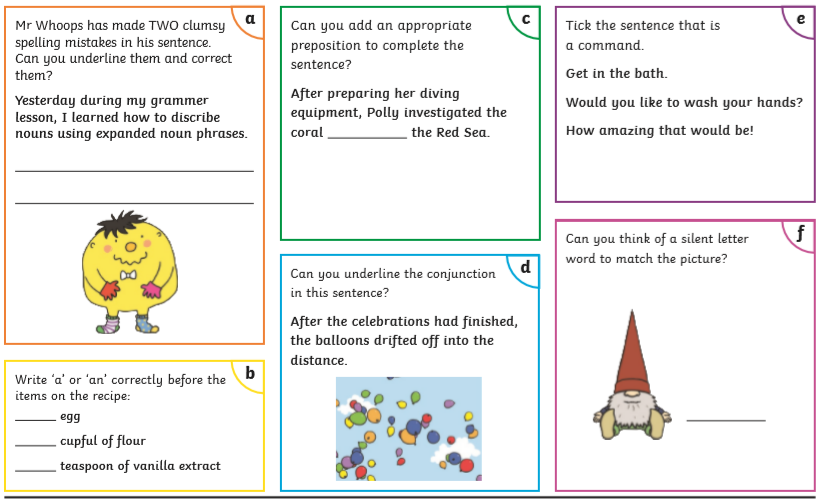 a
Mr Whoops has made TWO clumsy
spelling mistakes in his sentence.
Can you underline them and correct
them?
Yesterday during my grammer
lesson, I learned how to discribe
nouns using expanded noun phrases.
b
Write ‘a’ or ‘an’ correctly before the
items on the recipe:
______ egg
______ cupful of flour
______ teaspoon of vanilla extract
c
Can you add an appropriate
preposition to complete the
sentence?
After preparing her diving
equipment, Polly investigated the
coral ____________ the Red Sea.
d
Can you underline the conjunction
in this sentence?
After the celebrations had finished,
the balloons drifted off into the
distance.
e
Tick the sentence that is
a command.
Get in the bath.
Would you like to wash your hands?
How amazing that would be!
f
Can you think of a silent letter
word to match the picture?